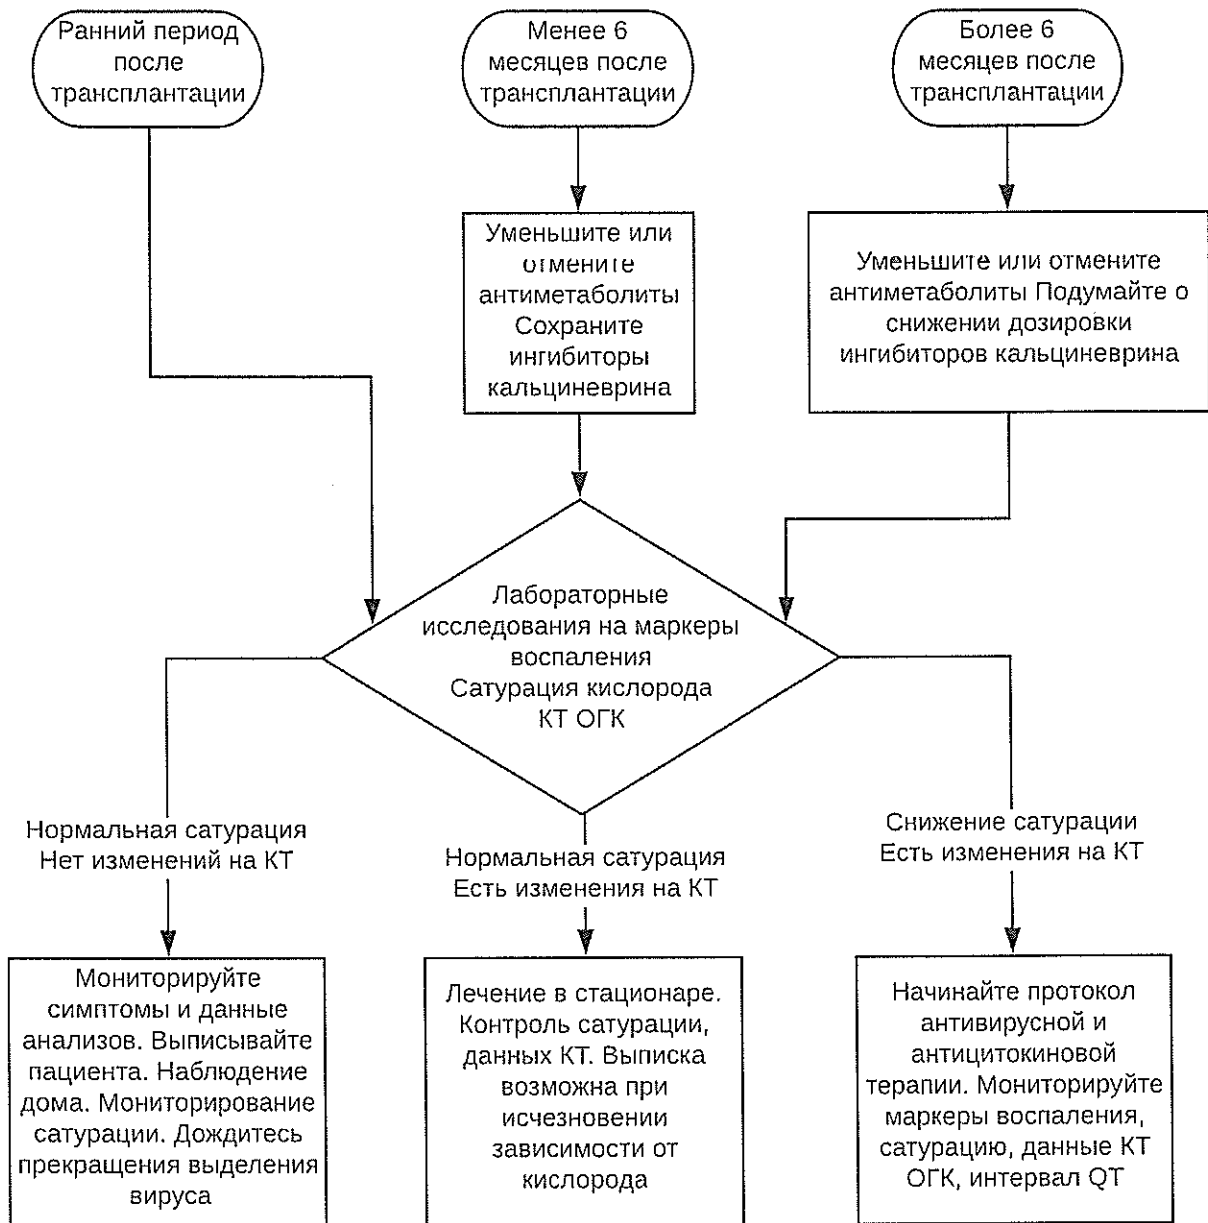 Ранний период
после
трансплантации
Менее 6
месяцев после
трансплантации
Более 6
месяцев после
трансплантации
Уменьшите или
отмените
антиметаболиты
Сохраните
ингибиторы
кальциневрина
Уменьшите или отмените
антиметаболиты Подумайте о
снижении дозировки
ингибиторов кальциневрина
Лабораторные
исследования на маркеры
воспаления
Сатурация кислорода
КТ ОГК
Нормальная сатурация
Нет изменений на КТ
Нормальная сатурация
Есть изменения на КТ
Снижение сатурации
Есть изменения на КТ
Мониторируйте
симптомы и данные
анализов. Выписывайте
пациента. Наблюдение
дома. Мониторирование
сатурации. Дождитесь
прекращения выделения
вируса
Лечение в стационаре.
Контроль сатурации,
данных КТ. Выписка
возможна при
исчезновении
зависимости от
кислорода
Начинайте протокол
антивирусной и
антицитокиновой
терапии. Мониторируйте
маркеры воспаления,
сатурацию, данные КТ
ОГК, интервал QT